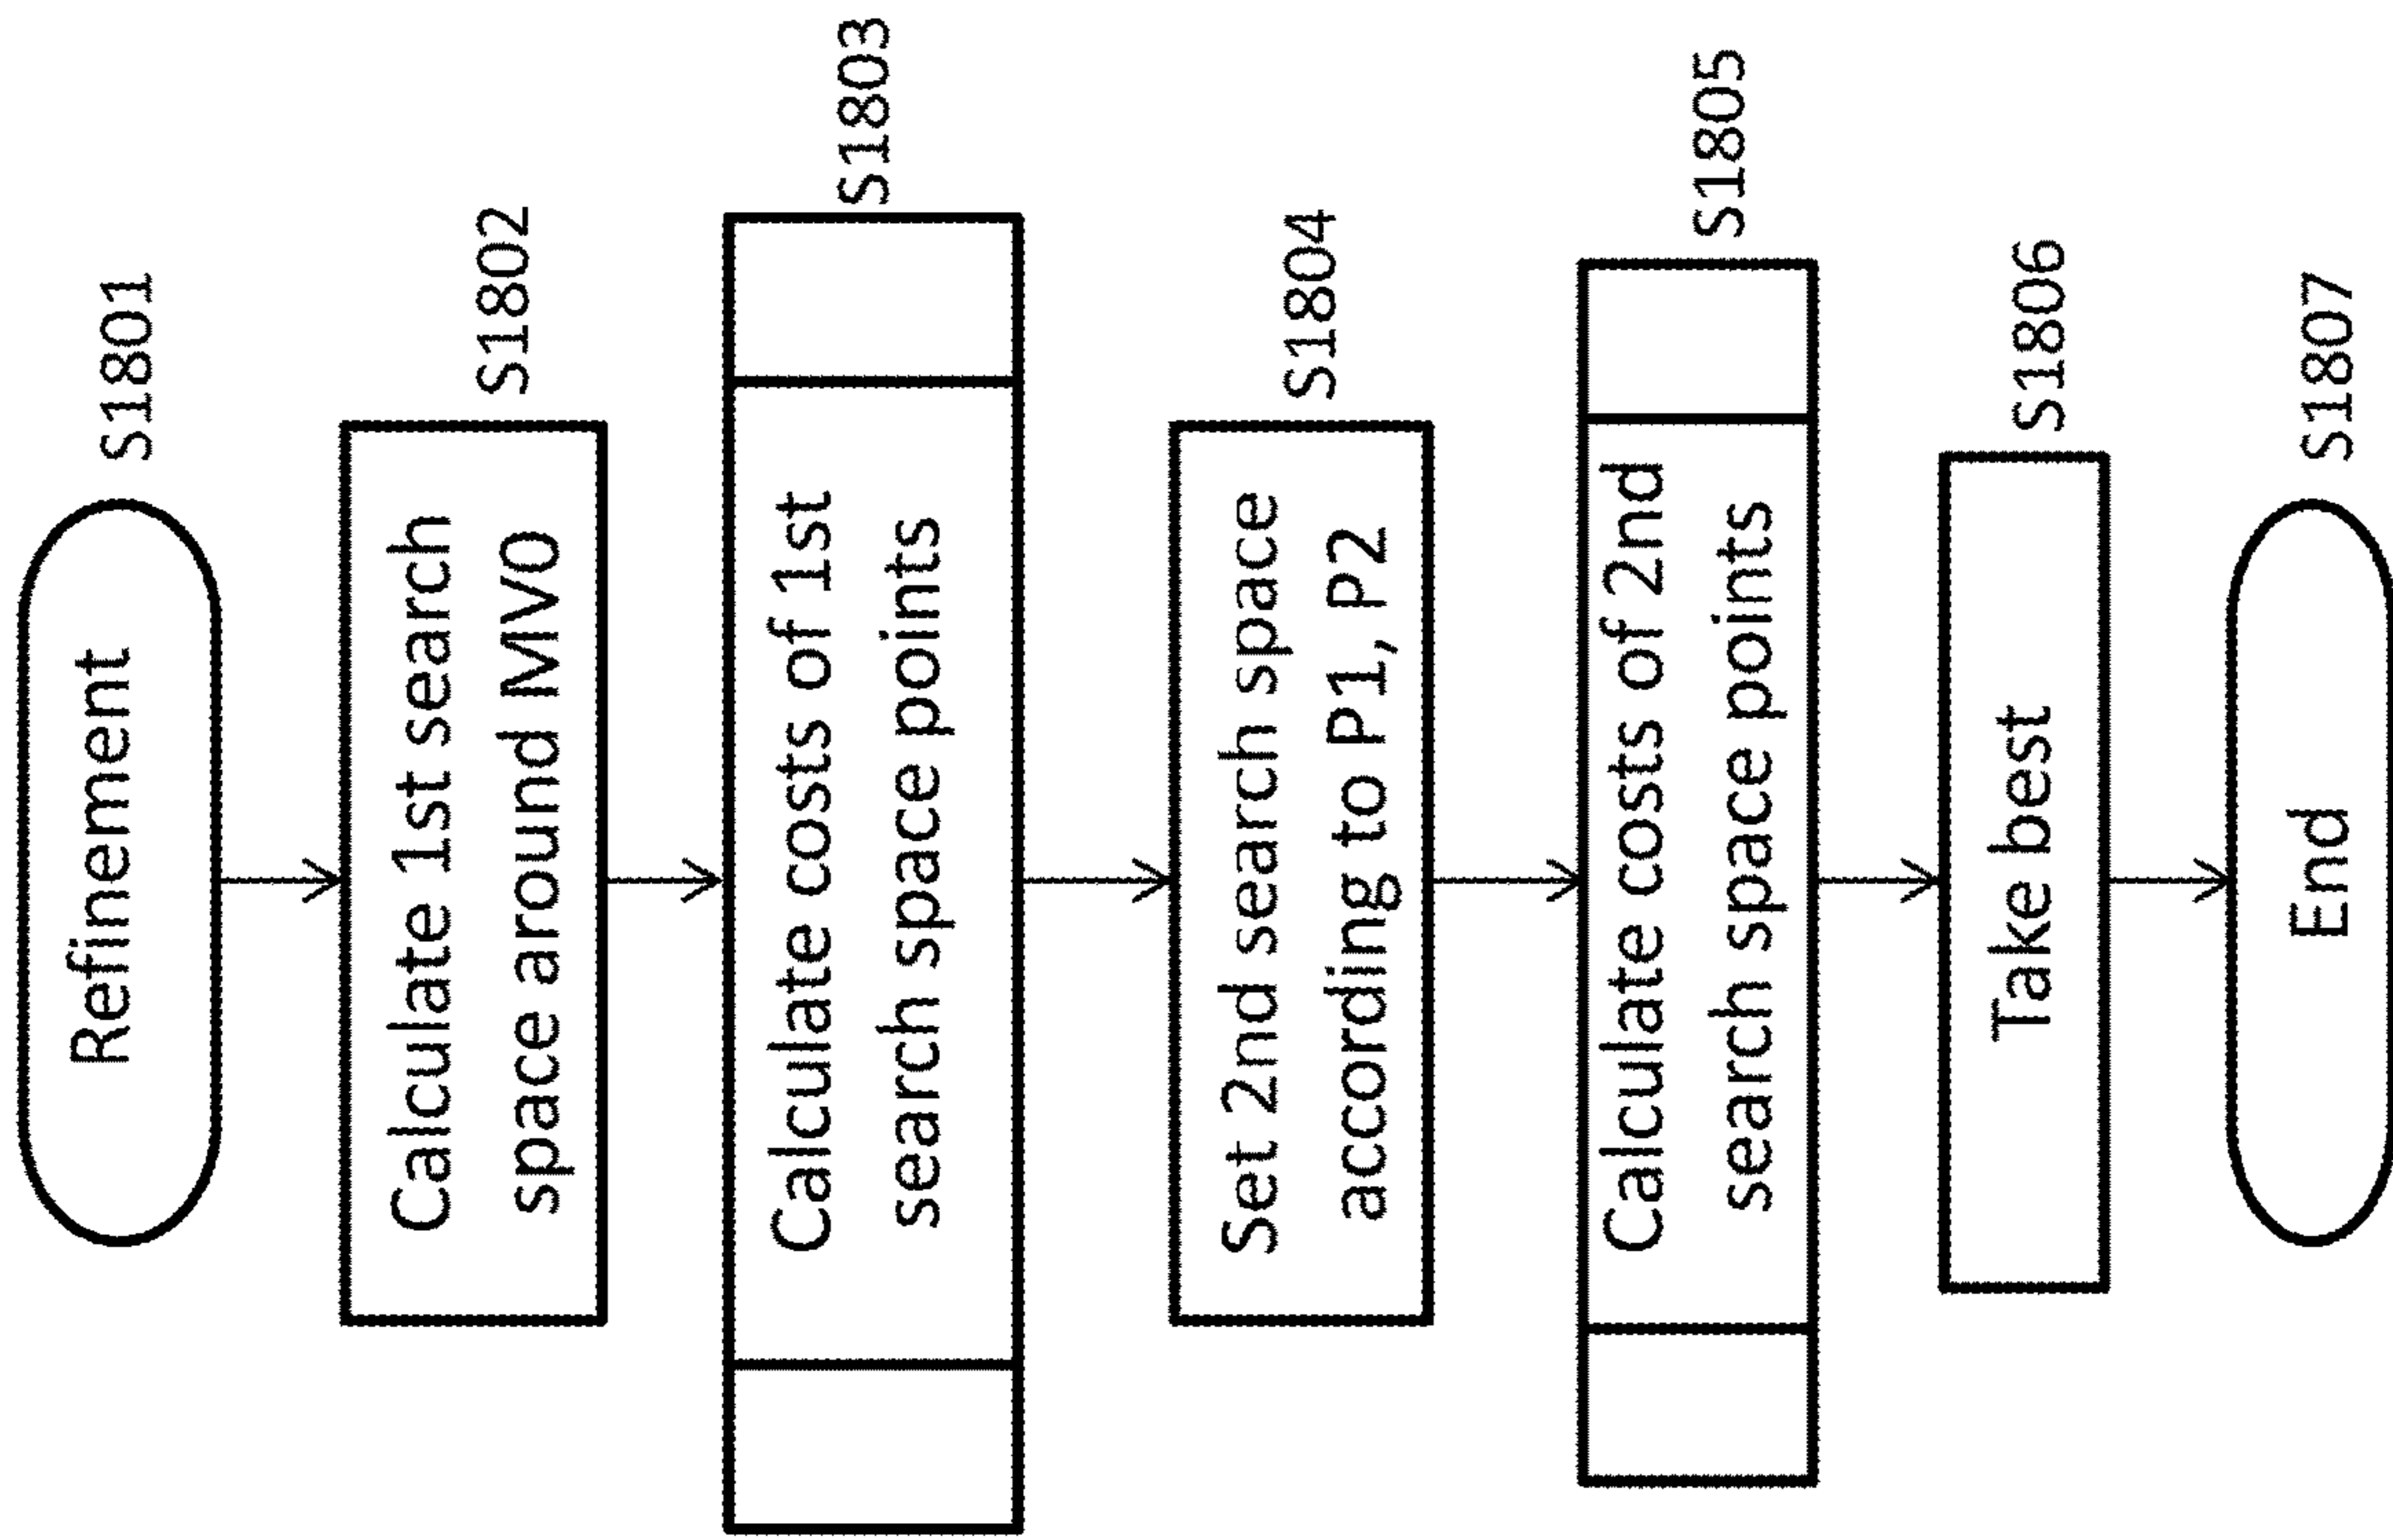 Refinement
S1801
Calculate 1st search
space around MV0
S1802
Calculate costs of 1st
search space points
S1803
Set 2nd search space
according to P1, P2
S1804
Calculate costs of 2nd
search space points
S1805
Take best
S1806
End
S1807